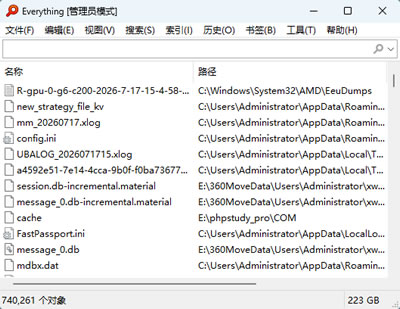 Everything [管理员模式]
文件(F) 编辑(E) 视图(V) 搜索(S) 索引(I) 历史(O) 书签(B) 工具(T) 帮助(H)
名称 路径
R-gpu-0-g6-c200-2026-7-17-15-4-58-... C:\Windows\System32\AMD\EeuDumps
new_strategy_file_kv C:\Users\Administrator\AppData\Roamin...
mm_20260717.xlog C:\Users\Administrator\AppData\Roamin...
config.ini C:\Users\Administrator\AppData\Roamin...
UBALOG_2026071715.xlog C:\Users\Administrator\AppData\Local\T...
a4592e51-7e14-4cca-9b0f-f0ba73677... C:\Users\Administrator\AppData\Local\T...
session.db-incremental.material E:\360MoveData\Users\Administrator\xw...
message_0.db-incremental.material E:\360MoveData\Users\Administrator\xw...
cache E:\phpstudy_pro\COM
FastPassport.ini C:\Users\Administrator\AppData\LocalLo...
message_0.db E:\360MoveData\Users\Administrator\xw...
mdbx.dat C:\Users\Administrator\AppData\Roamin...
740,261 个对象 223 GB